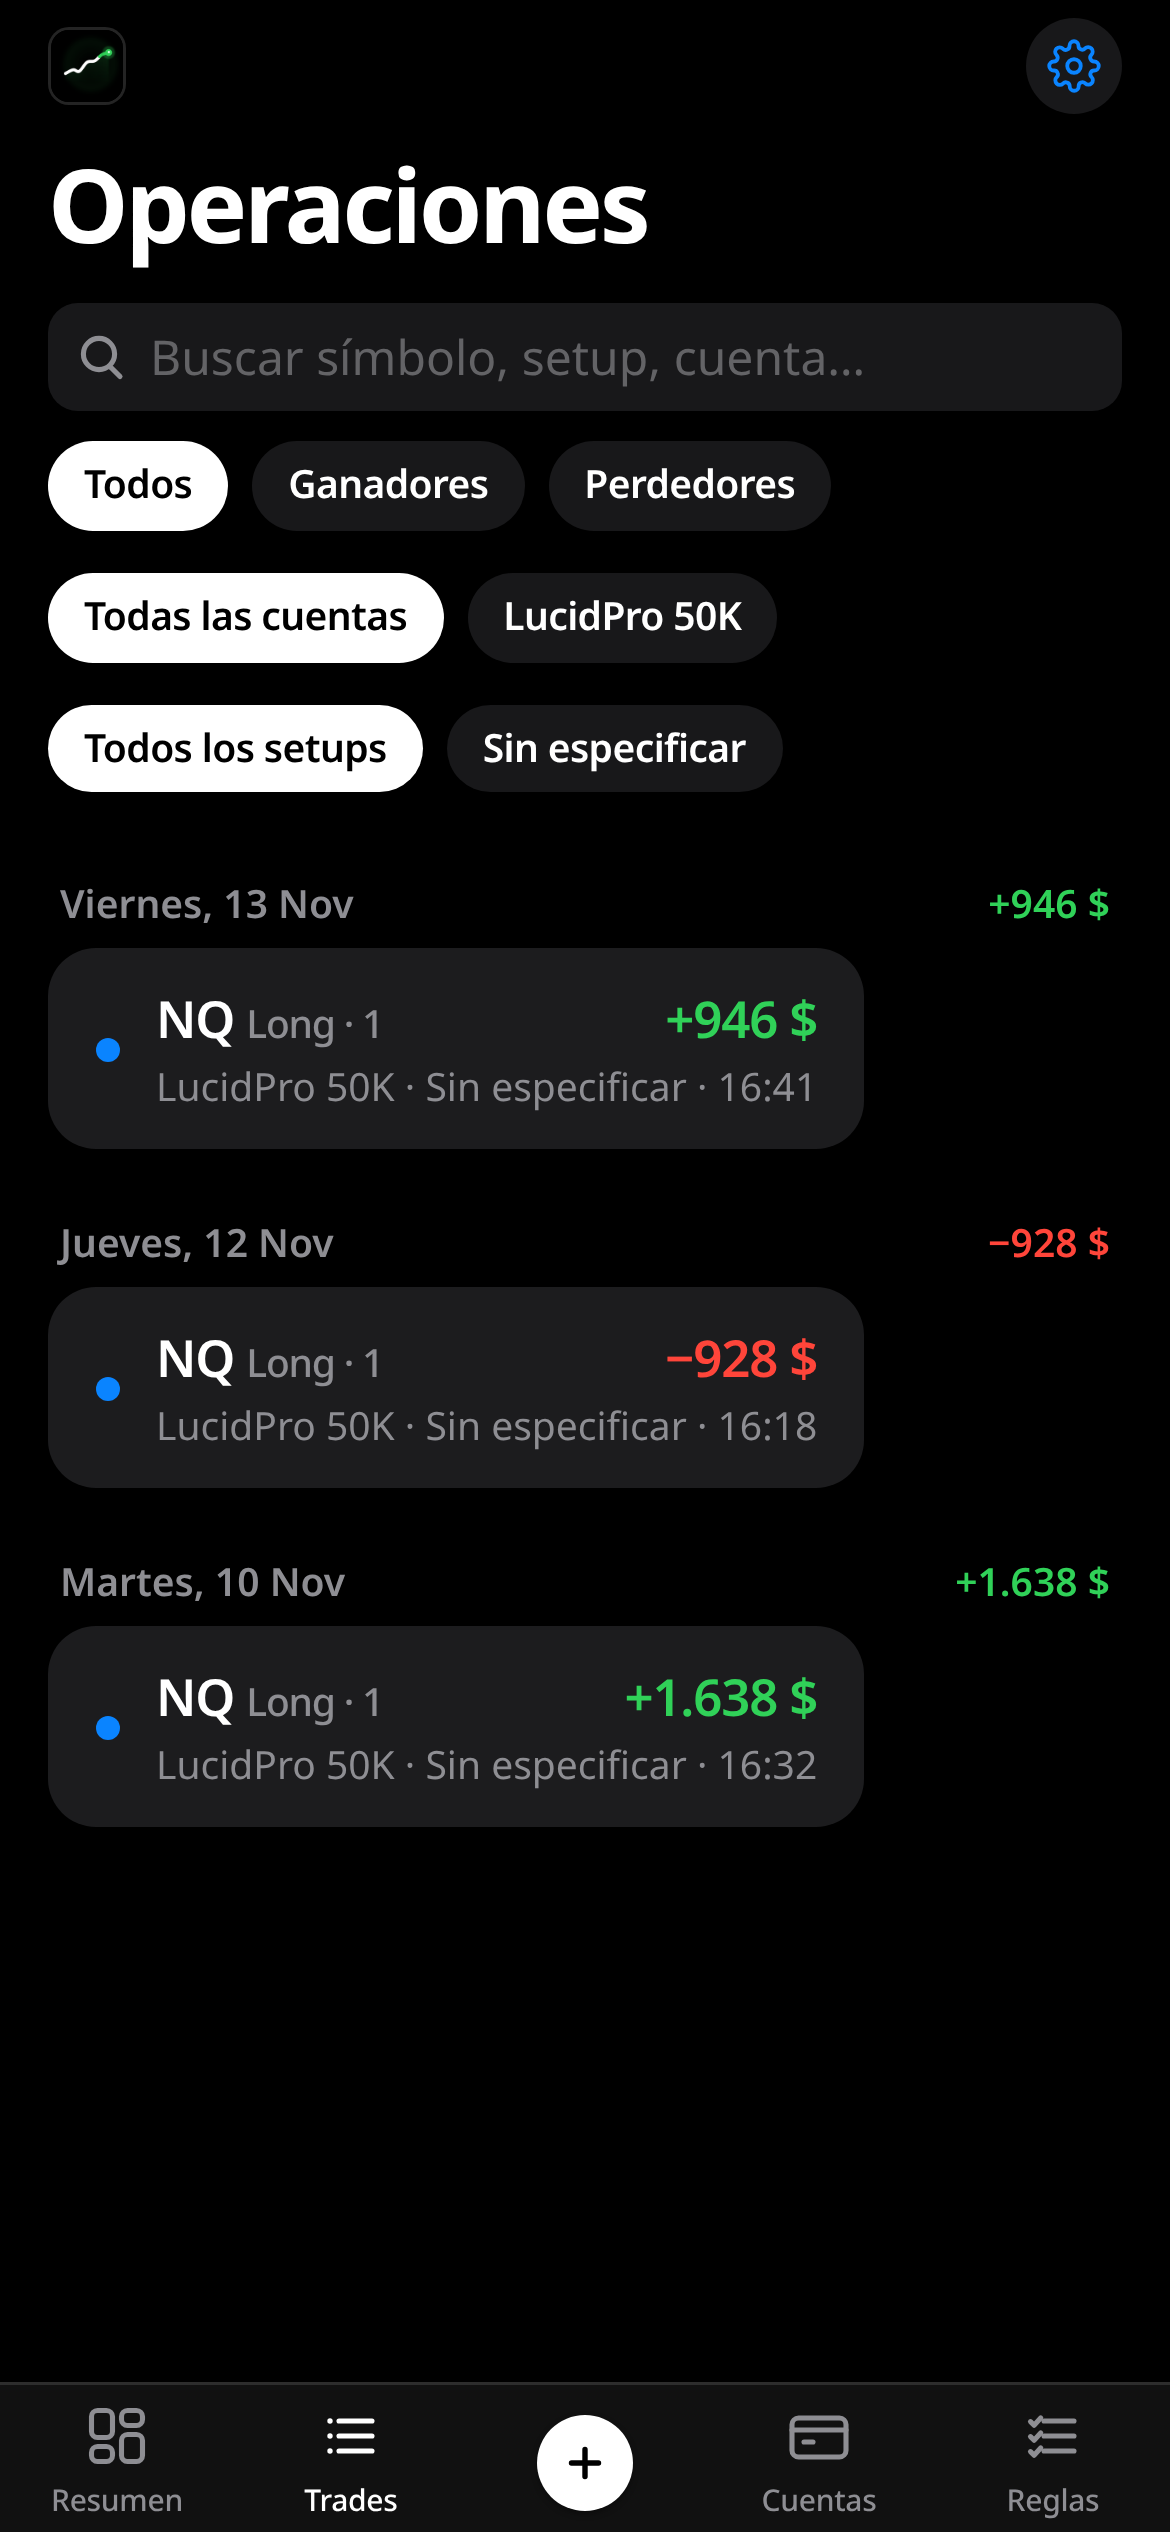 Operaciones
Buscar símbolo, setup, cuenta...
Todos Ganadores Perdedores
Todas las cuentas LucidPro 50K
Todos los setups Sin especificar
Viernes, 13 Nov +946 $
NQ Long · 1 +946 $
LucidPro 50K · Sin especificar · 16:41
Jueves, 12 Nov −928 $
NQ Long · 1 −928 $
LucidPro 50K · Sin especificar · 16:18
Martes, 10 Nov +1.638 $
NQ Long · 1 +1.638 $
LucidPro 50K · Sin especificar · 16:32
Resumen Trades Cuentas Reglas